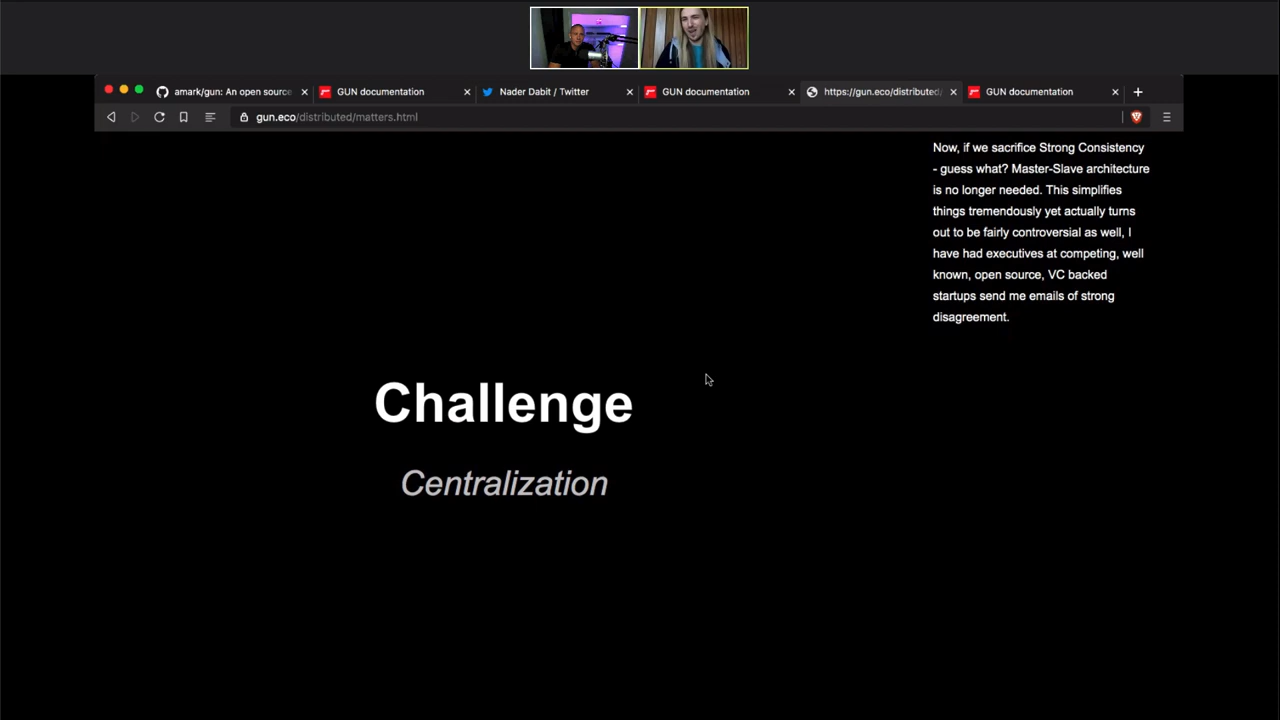 amark/gun: An open source
GUN documentation
Nader Dabit / Twitter
GUN documentation
https://gun.eco/distributed/
GUN documentation
gun.eco/distributed/matters.html
Now, if we sacrifice Strong Consistency
- guess what? Master-Slave architecture
is no longer needed. This simplifies
things tremendously yet actually turns
out to be fairly controversial as well, I
have had executives at competing, well
known, open source, VC backed
startups send me emails of strong
disagreement.
Challenge
Centralization